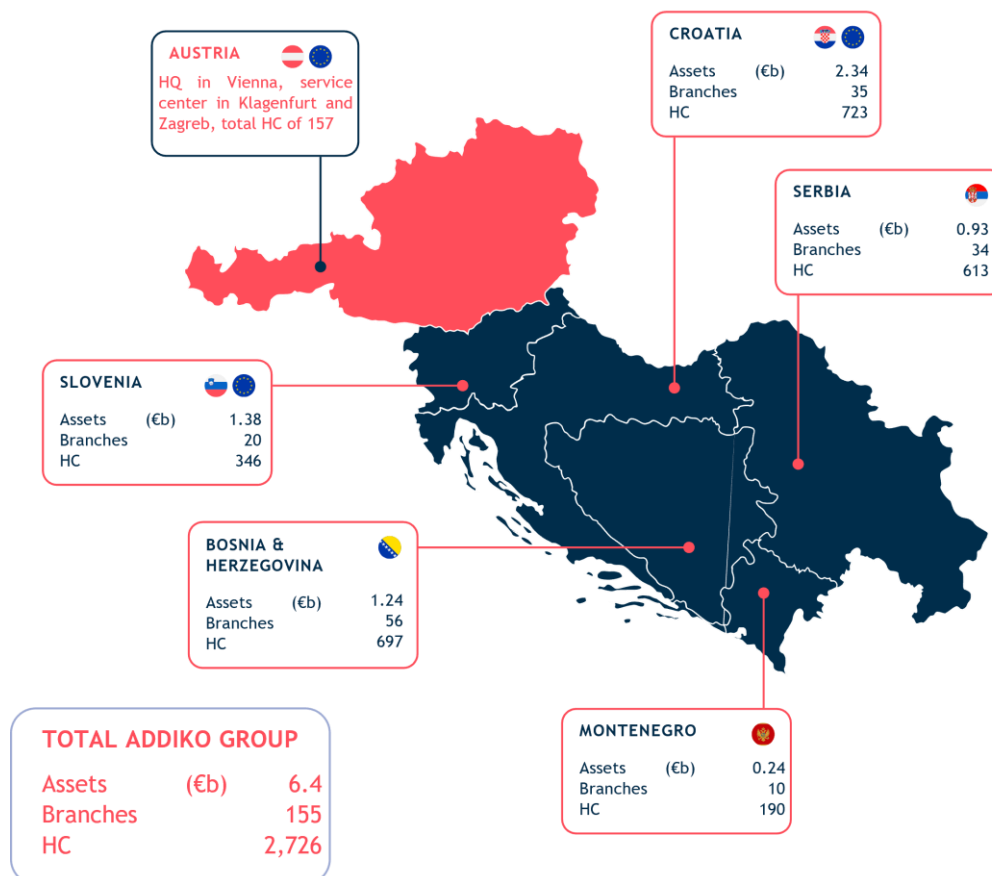 AUSTRIA
HQ in Vienna, service
center in Klagenfurt and
Zagreb, total HC of 157
CROATIA
Assets (€b) 2.34
Branches 35
HC 723
SERBIA
Assets (€b) 0.93
Branches 34
HC 613
SLOVENIA
Assets (€b) 1.38
Branches 20
HC 346
BOSNIA &
HERZEGOVINA
Assets (€b) 1.24
Branches 56
HC 697
MONTENEGRO
Assets (€b) 0.24
Branches 10
HC 190
TOTAL ADDIKO GROUP
Assets (€b) 6.4
Branches 155
HC 2,726